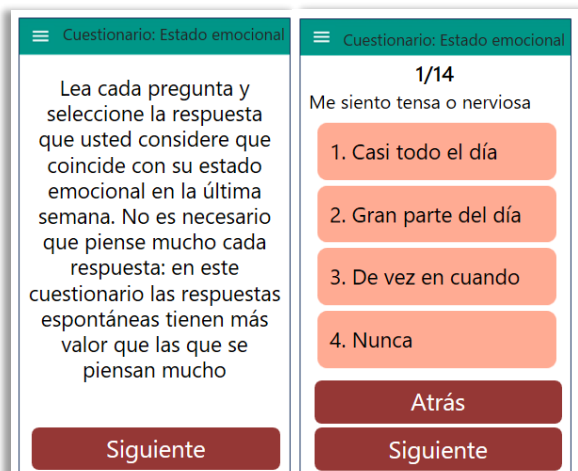 Cuestionario: Estado emocional
Lea cada pregunta y
seleccione la respuesta
que usted considere que
coincide con su estado
emocional en la última
semana. No es necesario
que piense mucho cada
respuesta: en este
cuestionario las respuestas
espontáneas tienen más
valor que las que se
piensan mucho
Siguiente
Cuestionario: Estado emocional
1/14
Me siento tensa o nerviosa
1. Casi todo el día
2. Gran parte del día
3. De vez en cuando
4. Nunca
Atrás
Siguiente